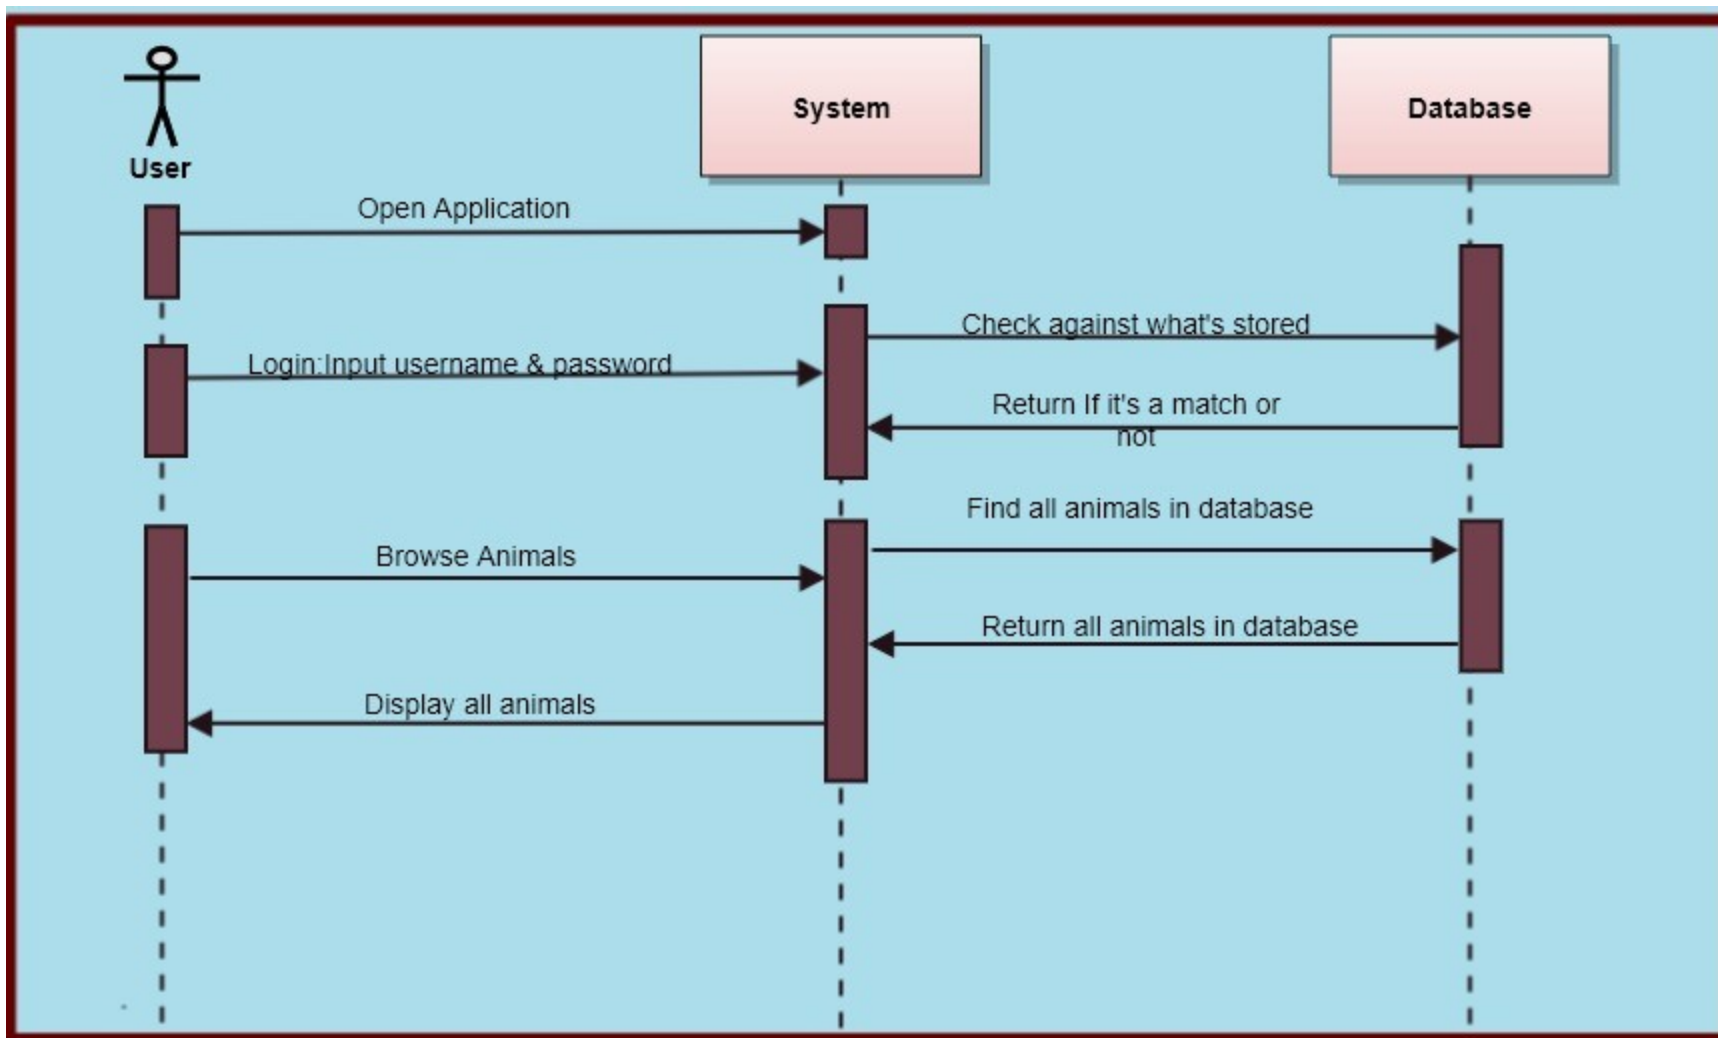 System
Database
User
Open Application
Check against what's stored
Login:Input username & password
Return If it's a match or
not
Find all animals in database
Browse Animals
Return all animals in database
Display all animals